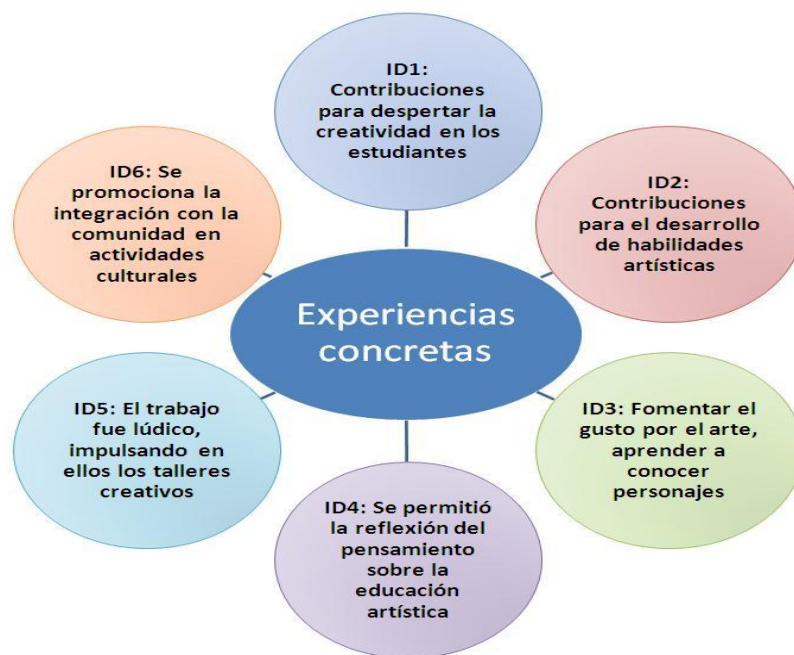 ID1:
Contribuciones
para despertar la
creatividad en los
estudiantes
ID2:
Contribuciones
para el desarrollo
de habilidades
artísticas
ID3: Fomentar el
gusto por el arte,
aprender a
conocer
personajes
ID4: Se permitió
la reflexión del
pensamiento
sobre la
educación
artística
ID5: El trabajo
fue lúdico,
impulsando en
ellos los talleres
creativos
ID6: Se
promociona la
integración con la
comunidad en
actividades
culturales
Experiencias
concretas